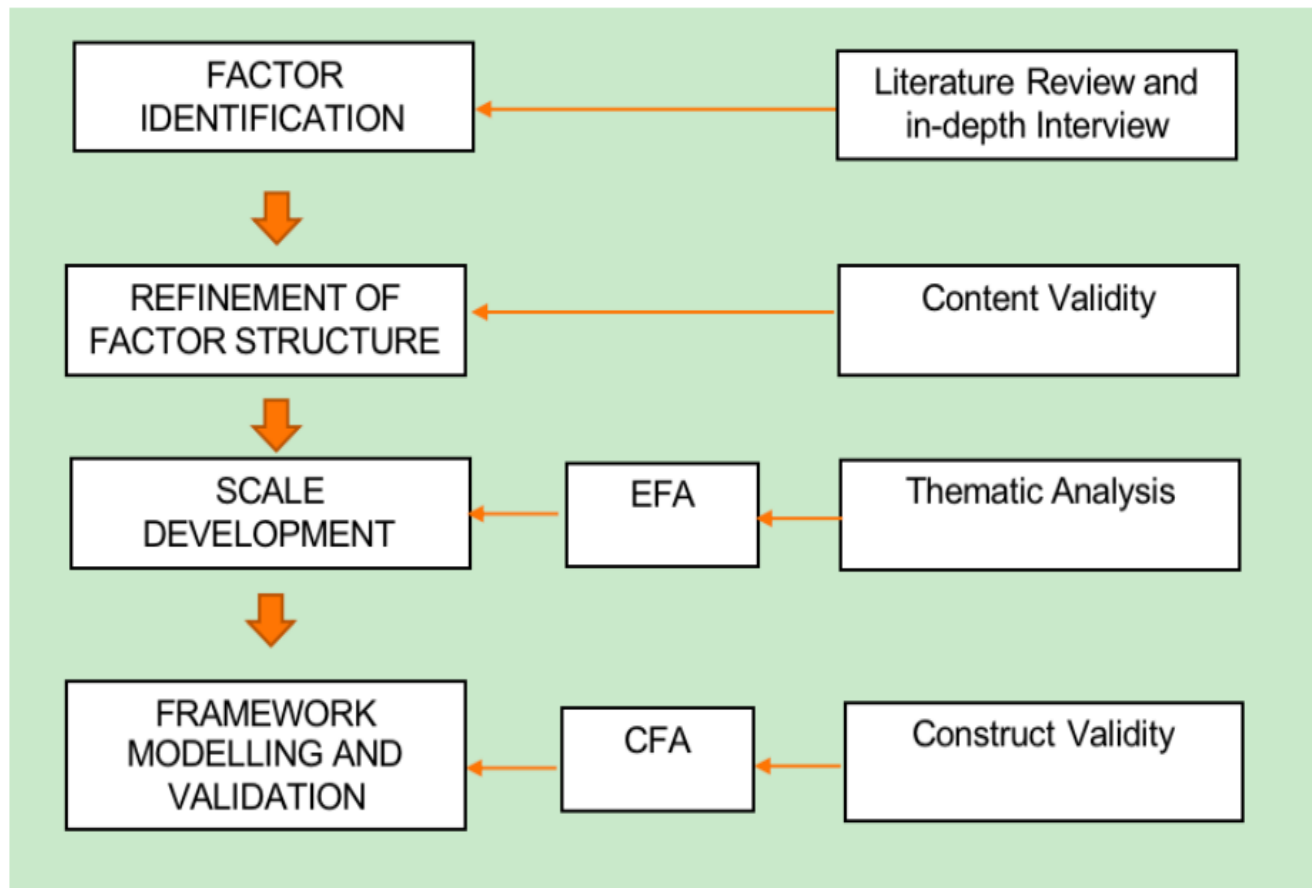 FACTOR
IDENTIFICATION
Literature Review and
in-depth Interview
REFINEMENT OF
FACTOR STRUCTURE
Content Validity
SCALE
DEVELOPMENT
EFA
Thematic Analysis
FRAMEWORK
MODELLING AND
VALIDATION
CFA
Construct Validity